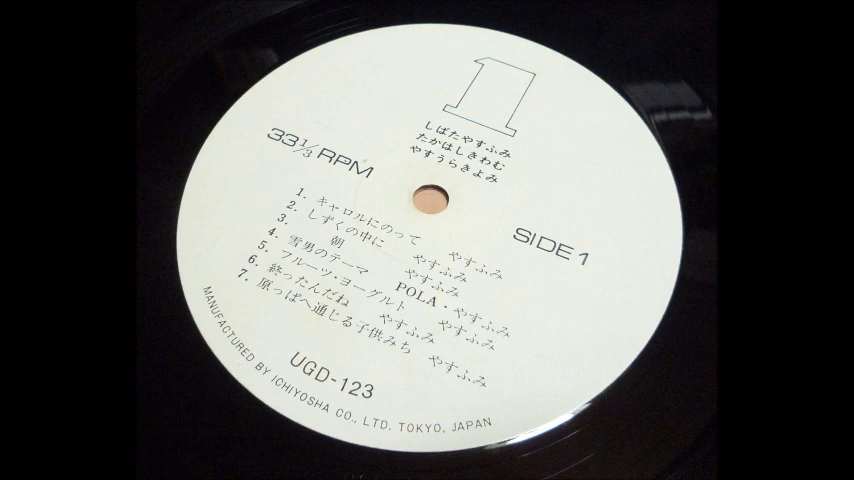 1
しばたやすふみ
たかはしきわむ
やすうらきよみ
33 1/3 RPM
SIDE 1
1. キャロルにのって やすふみ
2. しずくの中に やすふみ
3. 朝 やすふみ
4. 雪男のテーマ POLA・やすふみ
5. フルーツ・ヨーグルト やすふみ
6. 終ったんだね やすふみ
7. 原っぱへ通じる子供みち やすふみ
UGD-123
MANUFACTURED BY ICHIYOSHA CO., LTD. TOKYO, JAPAN